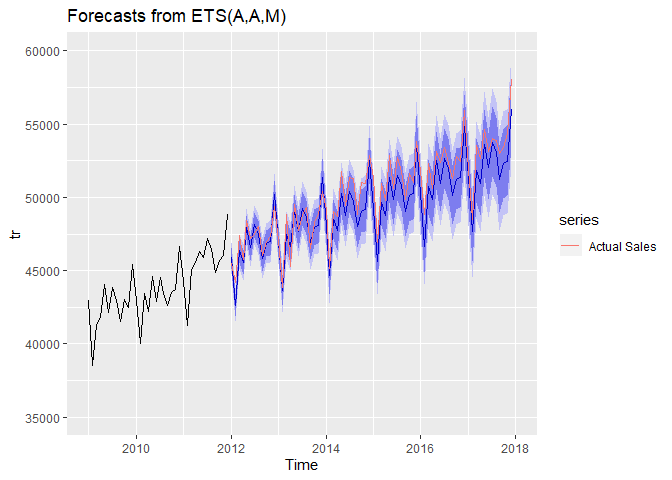 Forecasts from ETS(A,A,M)
60000
55000
50000
45000
40000
35000
tr
2010
2012
2014
2016
2018
Time
series
Actual Sales